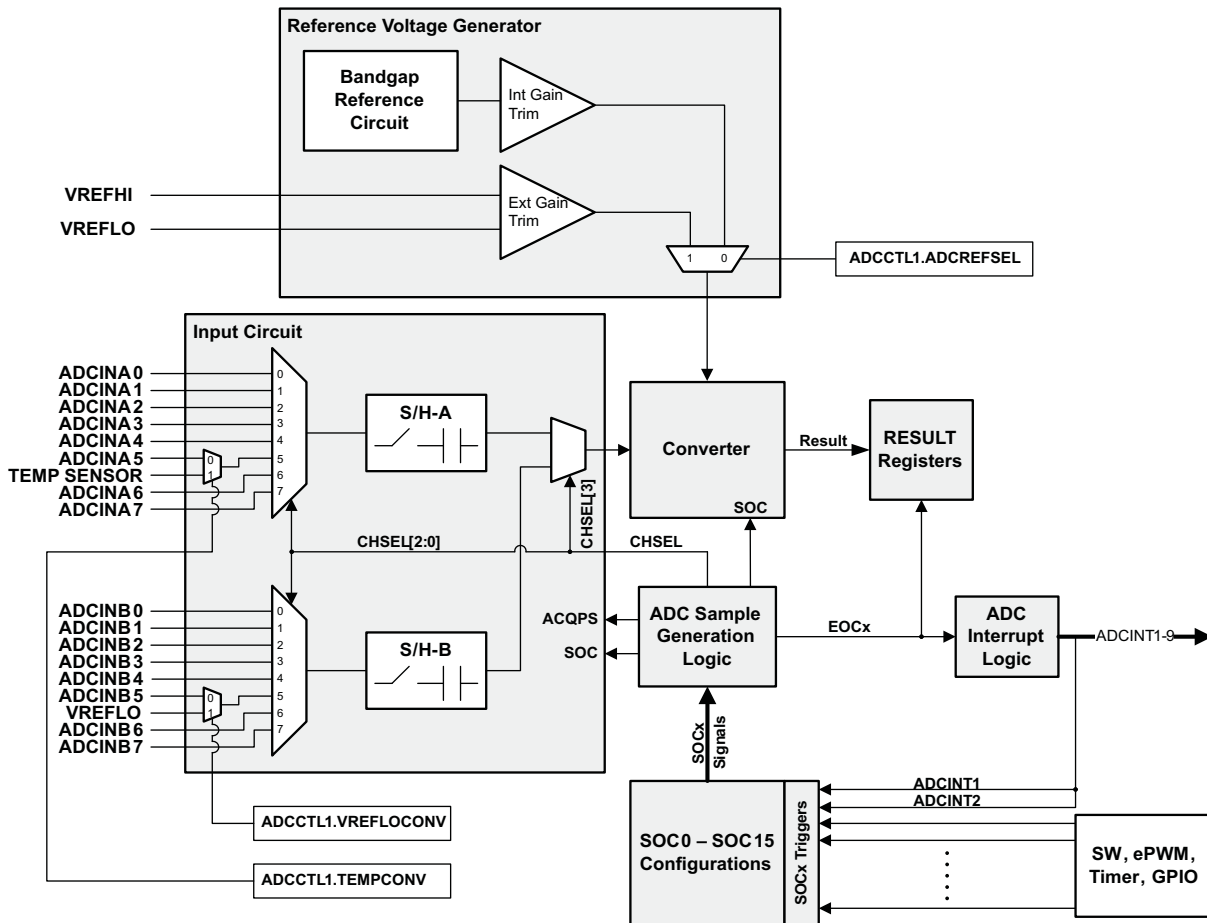 Reference Voltage Generator
Bandgap
Reference
Circuit
Int Gain
Trim
VREFHI
VREFLO
Ext Gain
Trim
1 0
ADCCTL1.ADCREFSEL
Input Circuit
ADCINA0
ADCINA1
ADCINA2
ADCINA3
ADCINA4
ADCINA5
TEMP SENSOR
ADCINA6
ADCINA7
0
1
0
1
2
3
4
5
6
7
S/H-A
Converter
SOC
Result
RESULT
Registers
CHSEL[3]
CHSEL[2:0]
CHSEL
ADCINB0
ADCINB1
ADCINB2
ADCINB3
ADCINB4
ADCINB5
VREFLO
ADCINB6
ADCINB7
0
1
0
1
2
3
4
5
6
7
S/H-B
ACQPS
SOC
ADC Sample
Generation
Logic
EOCx
ADC
Interrupt
Logic
ADCINT1-9
SOCx
Signals
ADCINT1
ADCINT2
ADCCTL1.VREFLOCONV
ADCCTL1.TEMPCONV
SOC0 – SOC15
Configurations
SOCx Triggers
SW, ePWM,
Timer, GPIO